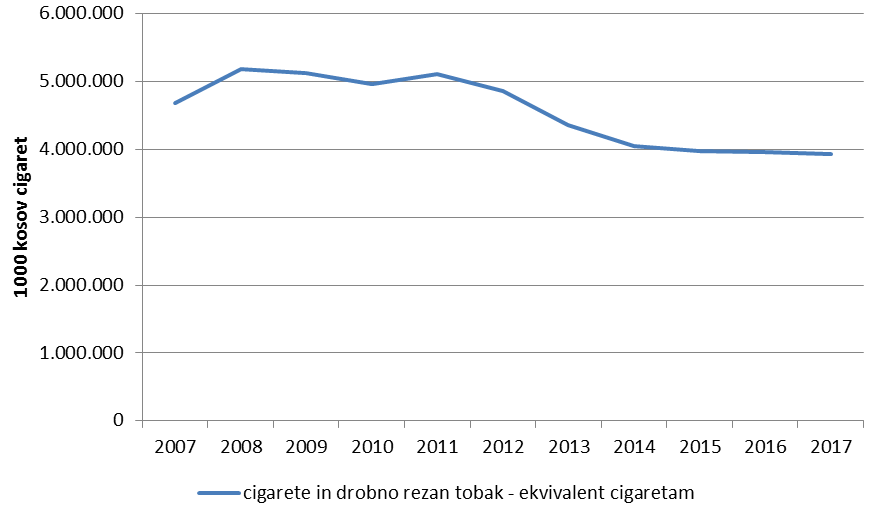 6.000.000
5.000.000
4.000.000
3.000.000
2.000.000
1.000.000
0
1000 kosov cigaret
2007 2008 2009 2010 2011 2012 2013 2014 2015 2016 2017
cigarete in drobno rezan tobak - ekvivalent cigaretam